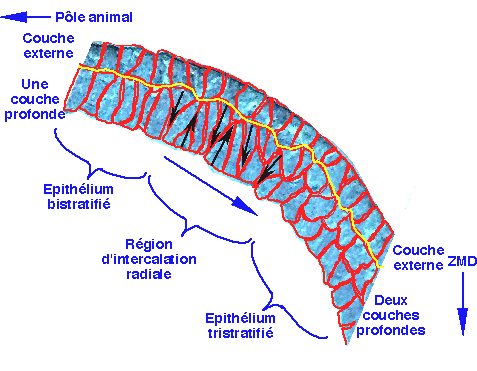 Pôle animal
Couche
externe
Une
couche
profonde
Epithélium
bistratifié
Région
d'intercalation
radiale
Epithélium
tristratifié
Couche
externe ZMD
Deux
couches
profondes